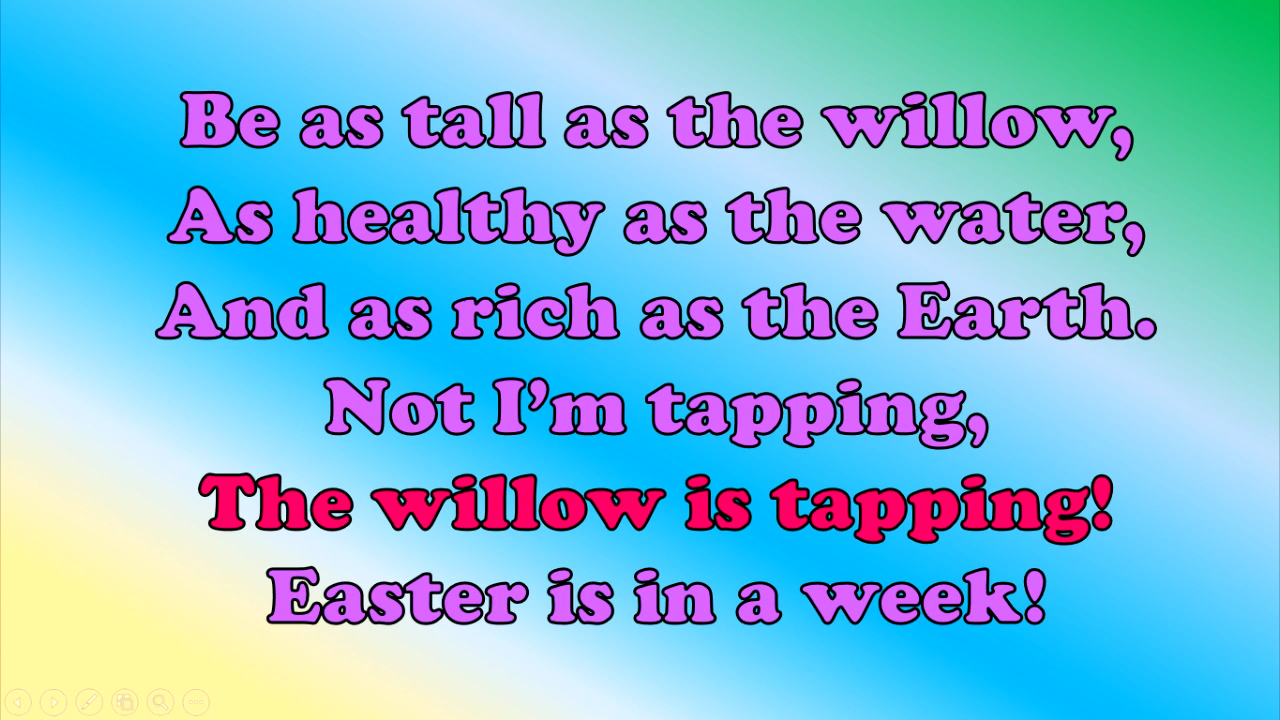 Be as tall as the willow,
As healthy as the water,
And as rich as the Earth.
Not I’m tapping,
The willow is tapping!
Easter is in a week!